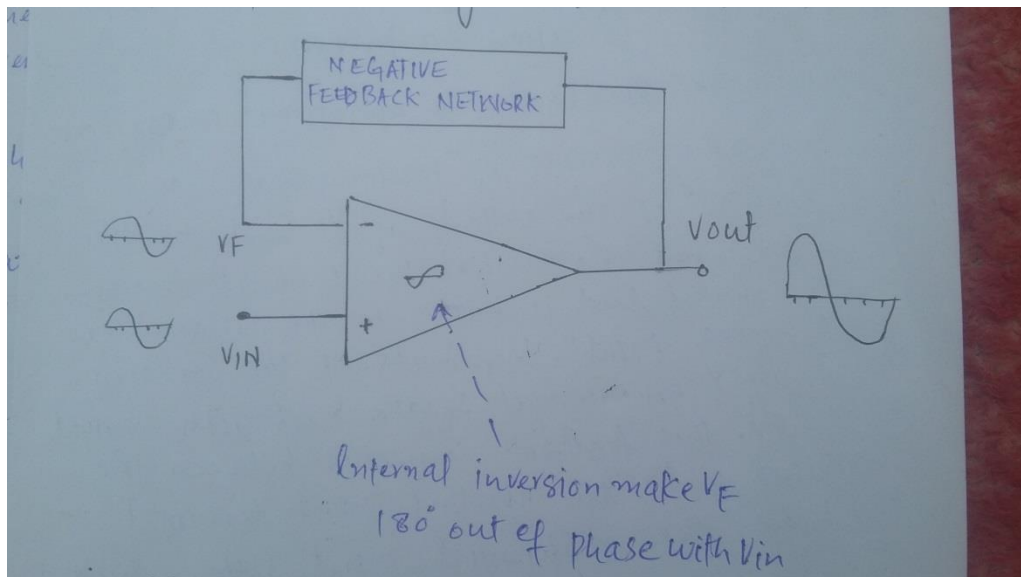 NEGATIVE
FEEDBACK NETWORK
-
VF
Vout
+
VIN
Internal inversion make VF
180° out of phase with Vin